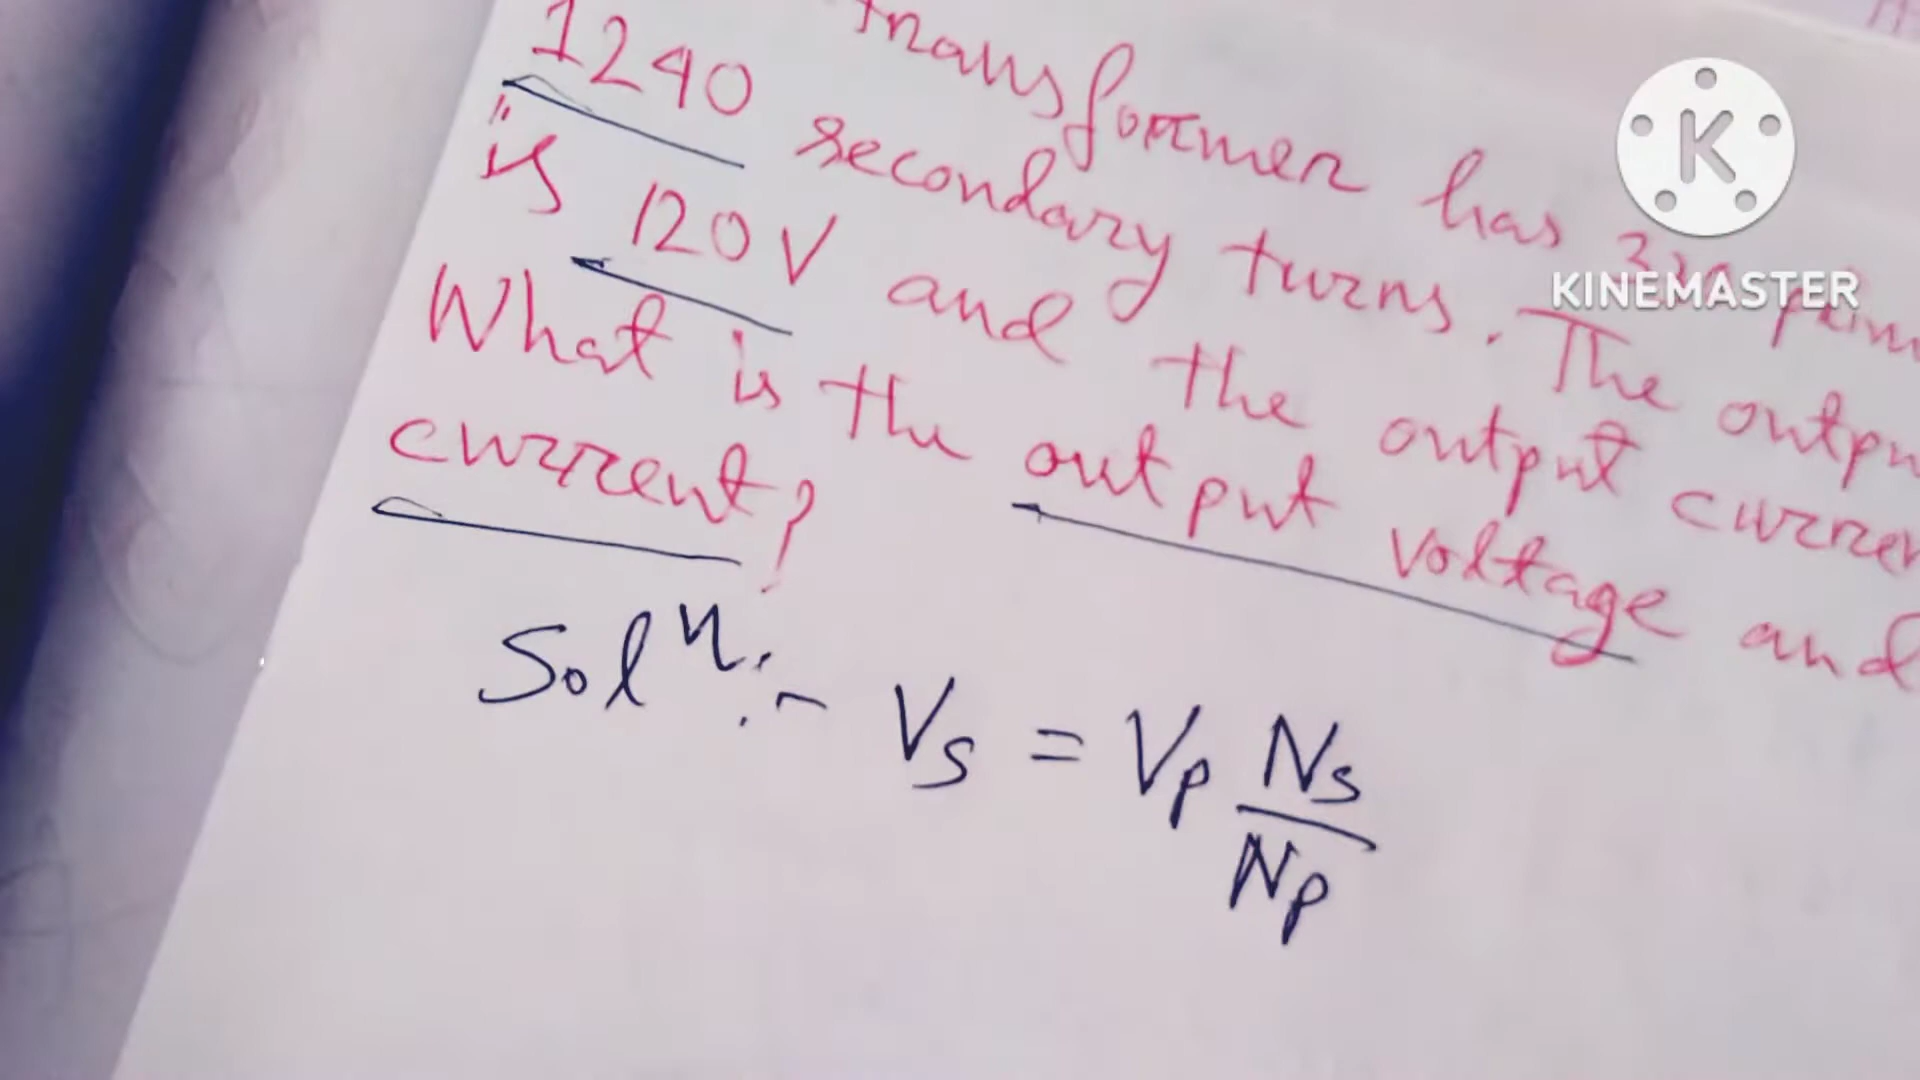 transformer has
1240 secondary turns. The outpu
is 120V and the output curren
What is the output voltage and
current?
Solⁿ:- Vs = Vp Ns/Np
K
KINEMASTER